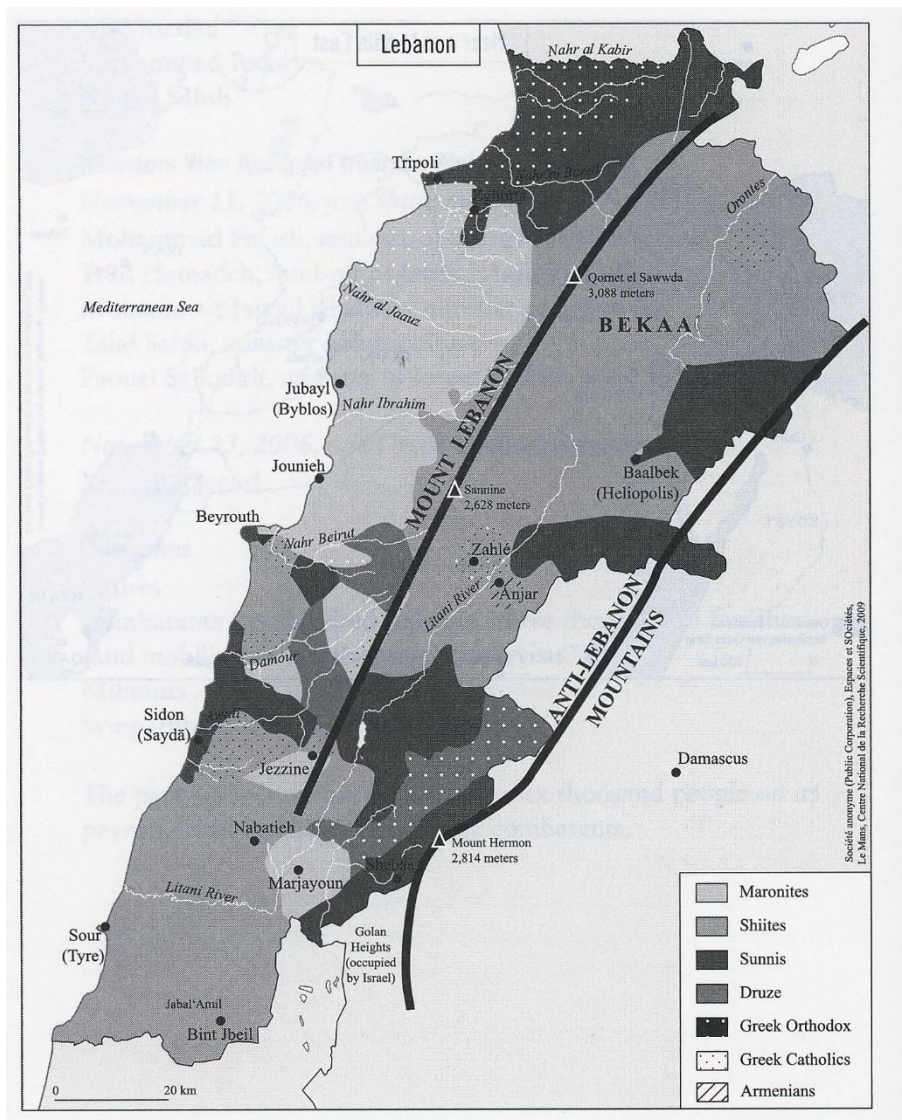 Lebanon
Nahr al Kabir
Tripoli
Nahr el Bared
Zghorta
Orontes
Qornet el Sawwda
3,088 meters
Mediterranean Sea
Nahr al Jaauz
BEKAA
Jubayl
(Byblos)
Nahr Ibrahim
MOUNT LEBANON
Jounieh
Baalbek
(Heliopolis)
Sannine
2,628 meters
Beyrouth
Nahr Beirut
Zahlé
Anjar
Litani River
Damour
ANTI-LEBANON
MOUNTAINS
Sidon
(Saydā)
Jezzine
Damascus
Nabatieh
Mount Hermon
2,814 meters
Shebaa
Marjayoun
Litani River
Sour
(Tyre)
Golan
Heights
(occupied
by Israel)
Jabal‘Amil
Bint Jbeil
0 20 km
Maronites
Shiites
Sunnis
Druze
Greek Orthodox
Greek Catholics
Armenians
Société anonyme (Public Corporation), Espaces et SOciétés,
Le Mans, Centre National de la Recherche Scientifique, 2009